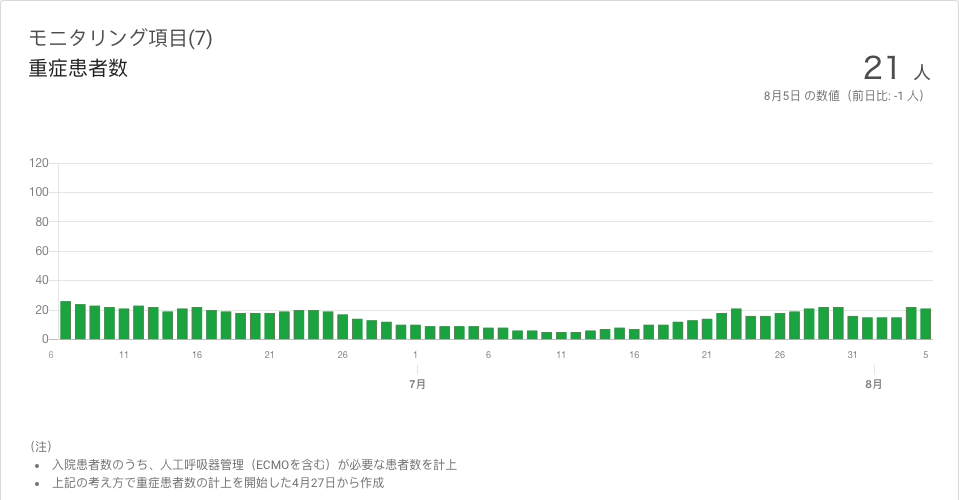 モニタリング項目(7)
重症患者数
21 人
8月5日 の数値（前日比: -1 人）
120
100
80
60
40
20
0
6 11 16 21 26 1 6 11 16 21 26 31 5
7月 8月
（注）
• 入院患者数のうち、人工呼吸器管理（ECMOを含む）が必要な患者数を計上
• 上記の考え方で重症患者数の計上を開始した4月27日から作成